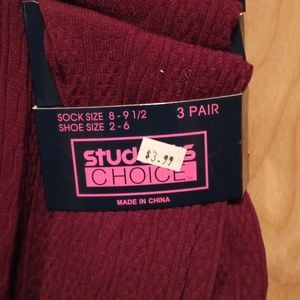 SOCK SIZE 8 - 9 1/2 3 PAIR
SHOE SIZE 2 - 6
$3.99
CHOICE
MADE IN CHINA